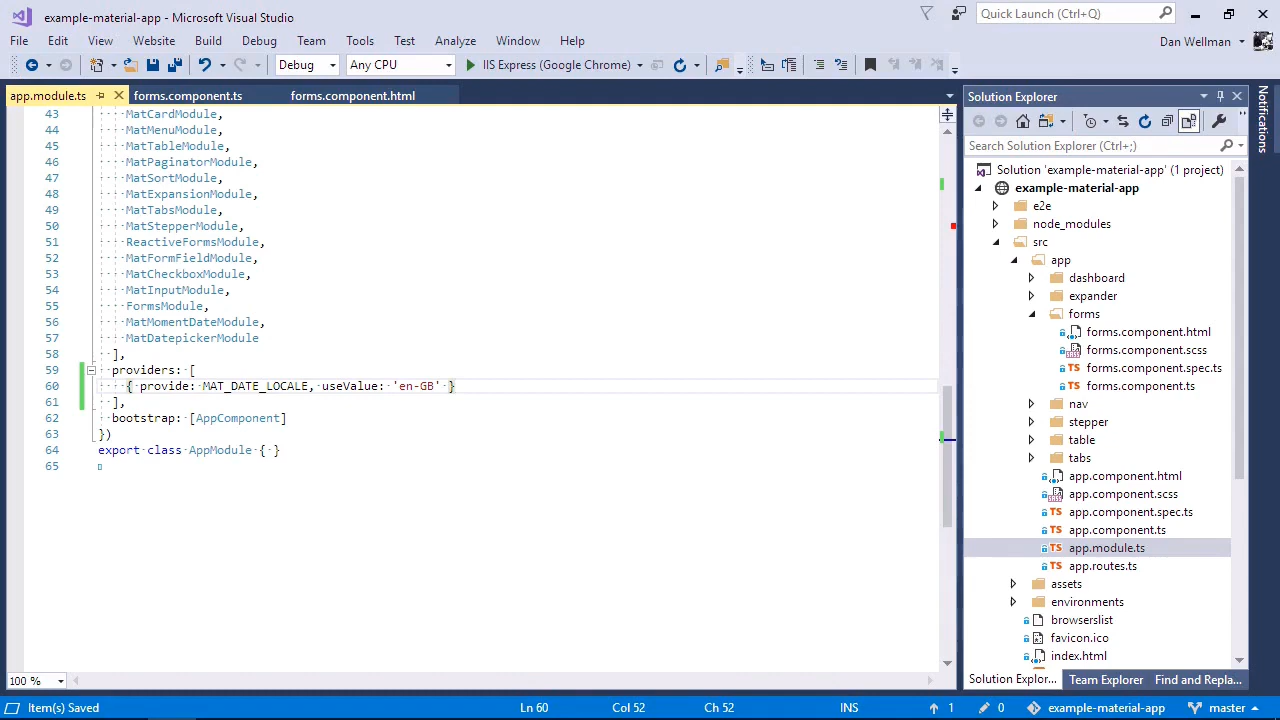 example-material-app - Microsoft Visual Studio
Quick Launch (Ctrl+Q)
File Edit View Website Build Debug Team Tools Test Analyze Window Help
Dan Wellman
Debug Any CPU IIS Express (Google Chrome)
app.module.ts forms.component.ts forms.component.html
43 MatCardModule,
44 MatMenuModule,
45 MatTableModule,
46 MatPaginatorModule,
47 MatSortModule,
48 MatExpansionModule,
49 MatTabsModule,
50 MatStepperModule,
51 ReactiveFormsModule,
52 MatFormFieldModule,
53 MatCheckboxModule,
54 MatInputModule,
55 FormsModule,
56 MatMomentDateModule,
57 MatDatepickerModule
58 ],
59 providers: [
60 { provide: MAT_DATE_LOCALE, useValue: 'en-GB' }
61 ],
62 bootstrap: [AppComponent]
63 })
64 export class AppModule { }
65
100 %
Solution Explorer
Search Solution Explorer (Ctrl+;)
Solution 'example-material-app' (1 project)
example-material-app
e2e
node_modules
src
app
dashboard
expander
forms
forms.component.html
forms.component.scss
forms.component.spec.ts
TS forms.component.ts
nav
stepper
table
tabs
app.component.html
app.component.scss
TS app.component.spec.ts
TS app.component.ts
TS app.module.ts
TS app.routes.ts
assets
environments
browserslist
favicon.ico
index.html
Solution Explor... Team Explorer Find and Repla...
Notifications
Item(s) Saved Ln 60 Col 52 Ch 52 INS 1 0 example-material-app master